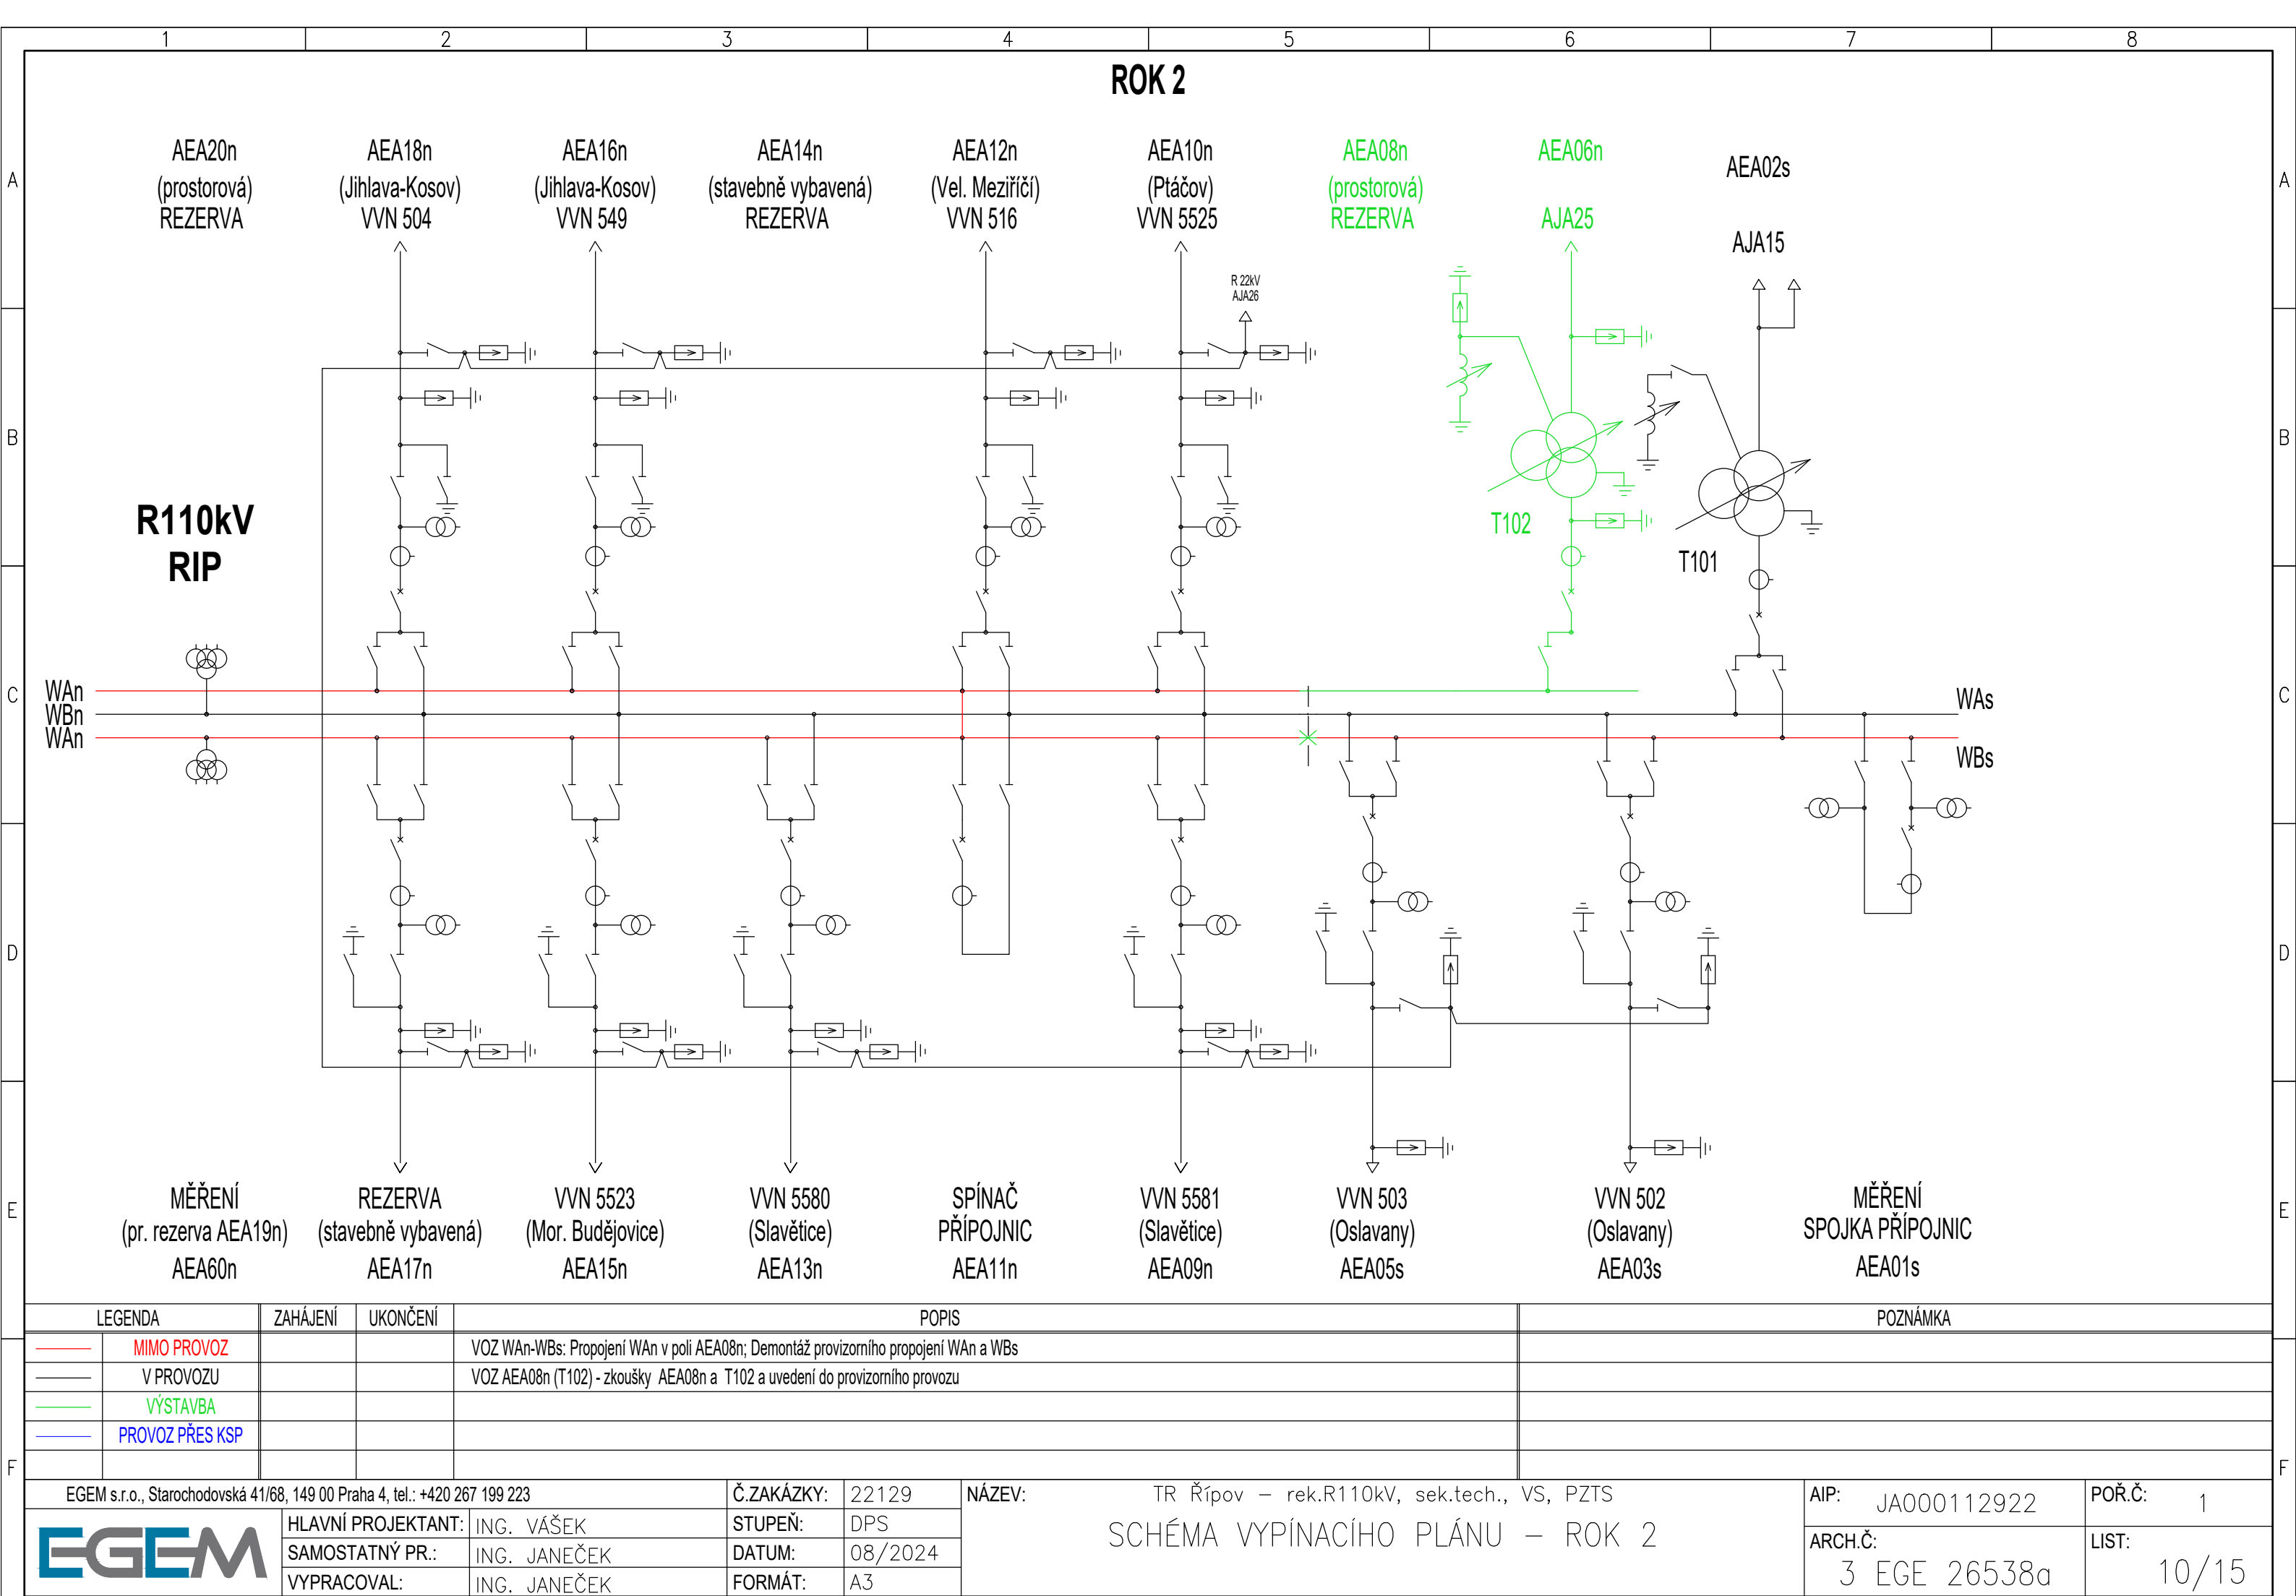 1 2 3 4 5 6 7 8
ROK 2
AEA20n
(prostorová)
REZERVA
AEA18n
(Jihlava-Kosov)
VVN 504
AEA16n
(Jihlava-Kosov)
VVN 549
AEA14n
(stavebně vybavená)
REZERVA
AEA12n
(Vel. Meziříčí)
VVN 516
AEA10n
(Ptáčov)
VVN 5525
AEA08n
(prostorová)
REZERVA
AEA06n
AJA25
AEA02s
AJA15
A A
R 22kV
AJA26
B B
R110kV
RIP
T102
T101
C C
WAn
WBn
WAn
WAs
WBs
D D
E E
MĚŘENÍ
(pr. rezerva AEA19n)
AEA60n
REZERVA
(stavebně vybavená)
AEA17n
VVN 5523
(Mor. Budějovice)
AEA15n
VVN 5580
(Slavětice)
AEA13n
SPÍNAČ
PŘÍPOJNIC
AEA11n
VVN 5581
(Slavětice)
AEA09n
VVN 503
(Oslavany)
AEA05s
VVN 502
(Oslavany)
AEA03s
MĚŘENÍ
SPOJKA PŘÍPOJNIC
AEA01s
LEGENDA ZAHÁJENÍ UKONČENÍ POPIS POZNÁMKA
MIMO PROVOZ VOZ WAn-WBs: Propojení WAn v poli AEA08n; Demontáž provizorního propojení WAn a WBs
V PROVOZU VOZ AEA08n (T102) - zkoušky AEA08n a T102 a uvedení do provizorního provozu
VÝSTAVBA
PROVOZ PŘES KSP
F F
EGEM s.r.o., Starochodovská 41/68, 149 00 Praha 4, tel.: +420 267 199 223
EGEM
HLAVNÍ PROJEKTANT: ING. VÁŠEK
SAMOSTATNÝ PR.: ING. JANEČEK
VYPRACOVAL: ING. JANEČEK
Č.ZAKÁZKY: 22129
STUPEŇ: DPS
DATUM: 08/2024
FORMÁT: A3
NÁZEV: TR Řípov – rek.R110kV, sek.tech., VS, PZTS
SCHÉMA VYPÍNACÍHO PLÁNU – ROK 2
AIP: JA000112922
POŘ.Č: 1
ARCH.Č: 3 EGE 26538a
LIST: 10/15